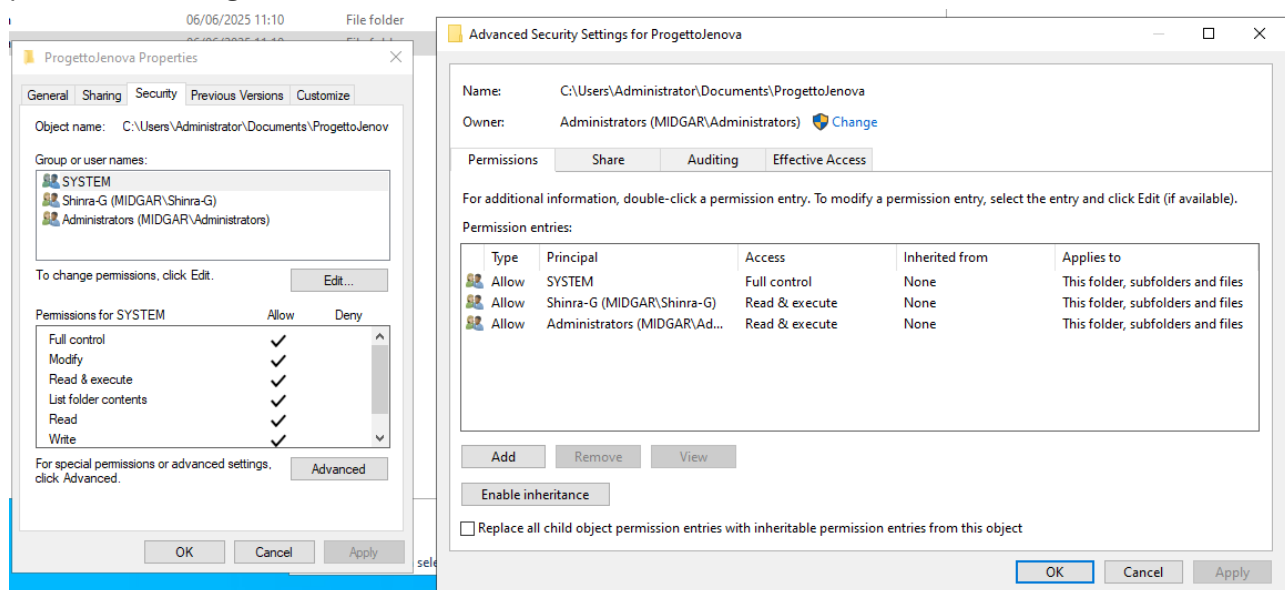 06/06/2025 11:10 File folder
ProgettoJenova Properties
General Sharing Security Previous Versions Customize
Object name: C:\Users\Administrator\Documents\ProgettoJenov
Group or user names:
SYSTEM
Shinra-G (MIDGAR\Shinra-G)
Administrators (MIDGAR\Administrators)
To change permissions, click Edit.
Edit...
Permissions for SYSTEM Allow Deny
Full control
Modify
Read & execute
List folder contents
Read
Write
For special permissions or advanced settings,
click Advanced.
Advanced
OK Cancel Apply
sele
Advanced Security Settings for ProgettoJenova
Name: C:\Users\Administrator\Documents\ProgettoJenova
Owner: Administrators (MIDGAR\Administrators) Change
Permissions Share Auditing Effective Access
For additional information, double-click a permission entry. To modify a permission entry, select the entry and click Edit (if available).
Permission entries:
Type Principal Access Inherited from Applies to
Allow SYSTEM Full control None This folder, subfolders and files
Allow Shinra-G (MIDGAR\Shinra-G) Read & execute None This folder, subfolders and files
Allow Administrators (MIDGAR\Ad... Read & execute None This folder, subfolders and files
Add Remove View
Enable inheritance
Replace all child object permission entries with inheritable permission entries from this object
OK Cancel Apply